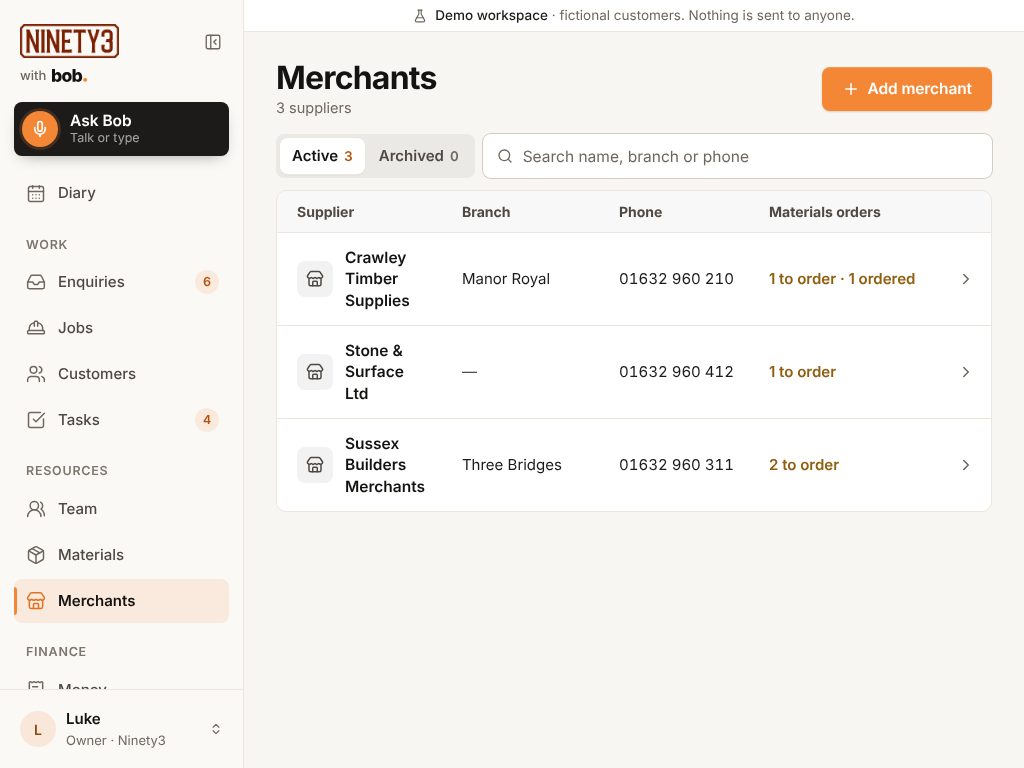 NINETY3
with bob.
Ask Bob
Talk or type
Diary
WORK
Enquiries 6
Jobs
Customers
Tasks 4
RESOURCES
Team
Materials
Merchants
FINANCE
Money
L
Luke
Owner · Ninety3
Demo workspace · fictional customers. Nothing is sent to anyone.
Merchants
3 suppliers
Add merchant
Active 3 Archived 0
Search name, branch or phone
Supplier Branch Phone Materials orders
Crawley
Timber
Supplies
Manor Royal 01632 960 210 1 to order · 1 ordered
Stone &
Surface
Ltd
— 01632 960 412 1 to order
Sussex
Builders
Merchants
Three Bridges 01632 960 311 2 to order